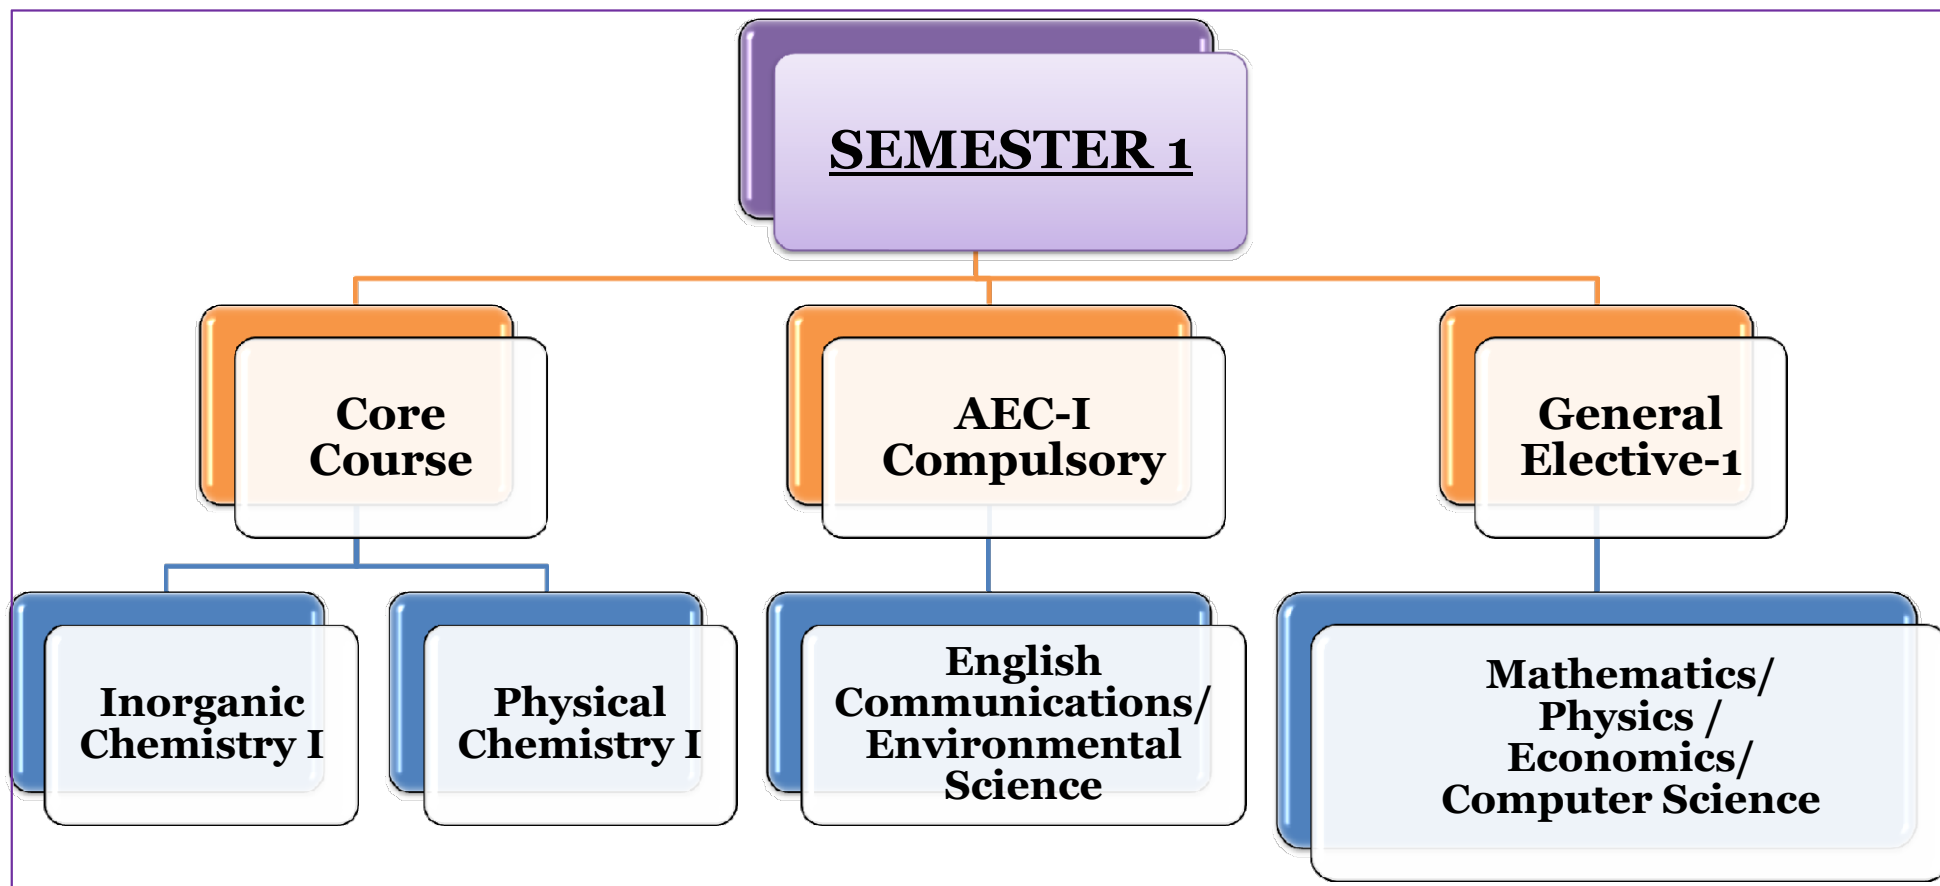 SEMESTER 1
Core
Course
AEC-I
Compulsory
General
Elective-1
Inorganic
Chemistry I
Physical
Chemistry I
English
Communications/
Environmental
Science
Mathematics/
Physics /
Economics/
Computer Science